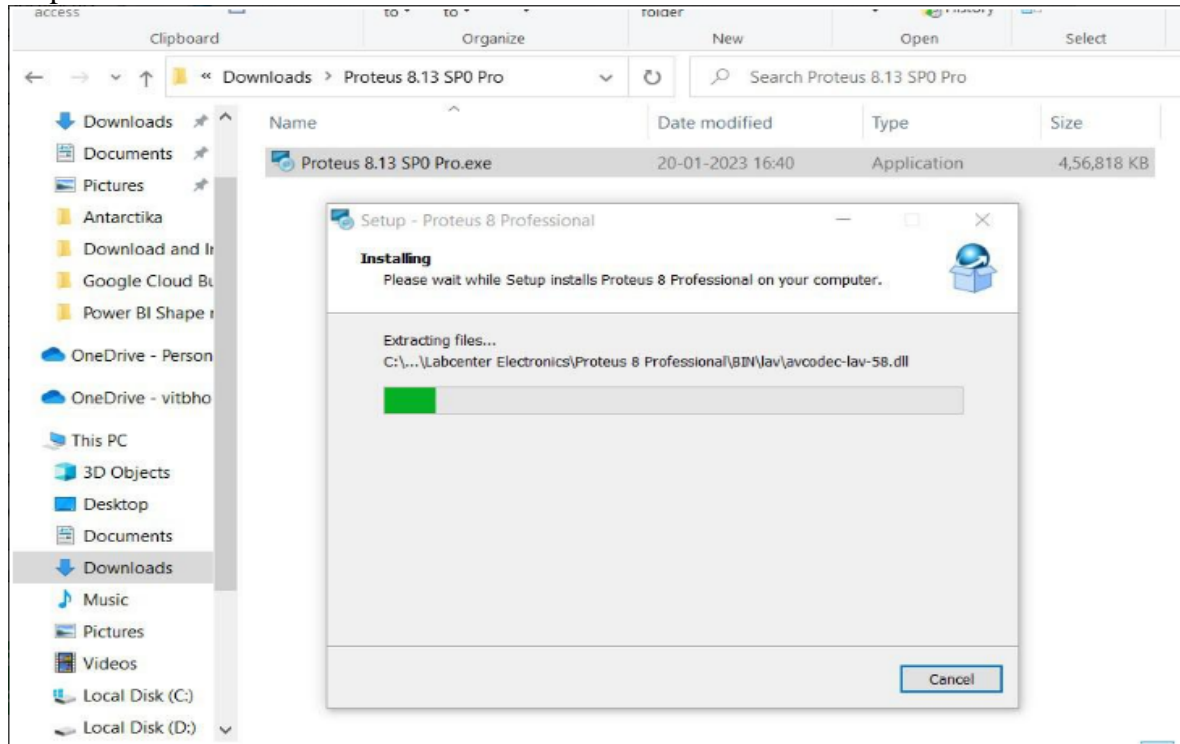 access to to folder History
Clipboard Organize New Open Select
« Downloads > Proteus 8.13 SP0 Pro Search Proteus 8.13 SP0 Pro
Downloads
Documents
Pictures
Antarctika
Download and Ir
Google Cloud Bu
Power BI Shape r
OneDrive - Person
OneDrive - vitbho
This PC
3D Objects
Desktop
Documents
Downloads
Music
Pictures
Videos
Local Disk (C:)
Local Disk (D:)
Name Date modified Type Size
Proteus 8.13 SP0 Pro.exe 20-01-2023 16:40 Application 4,56,818 KB
Setup - Proteus 8 Professional
Installing
Please wait while Setup installs Proteus 8 Professional on your computer.
Extracting files...
C:\...\Labcenter Electronics\Proteus 8 Professional\BIN\lav\avcodec-lav-58.dll
Cancel